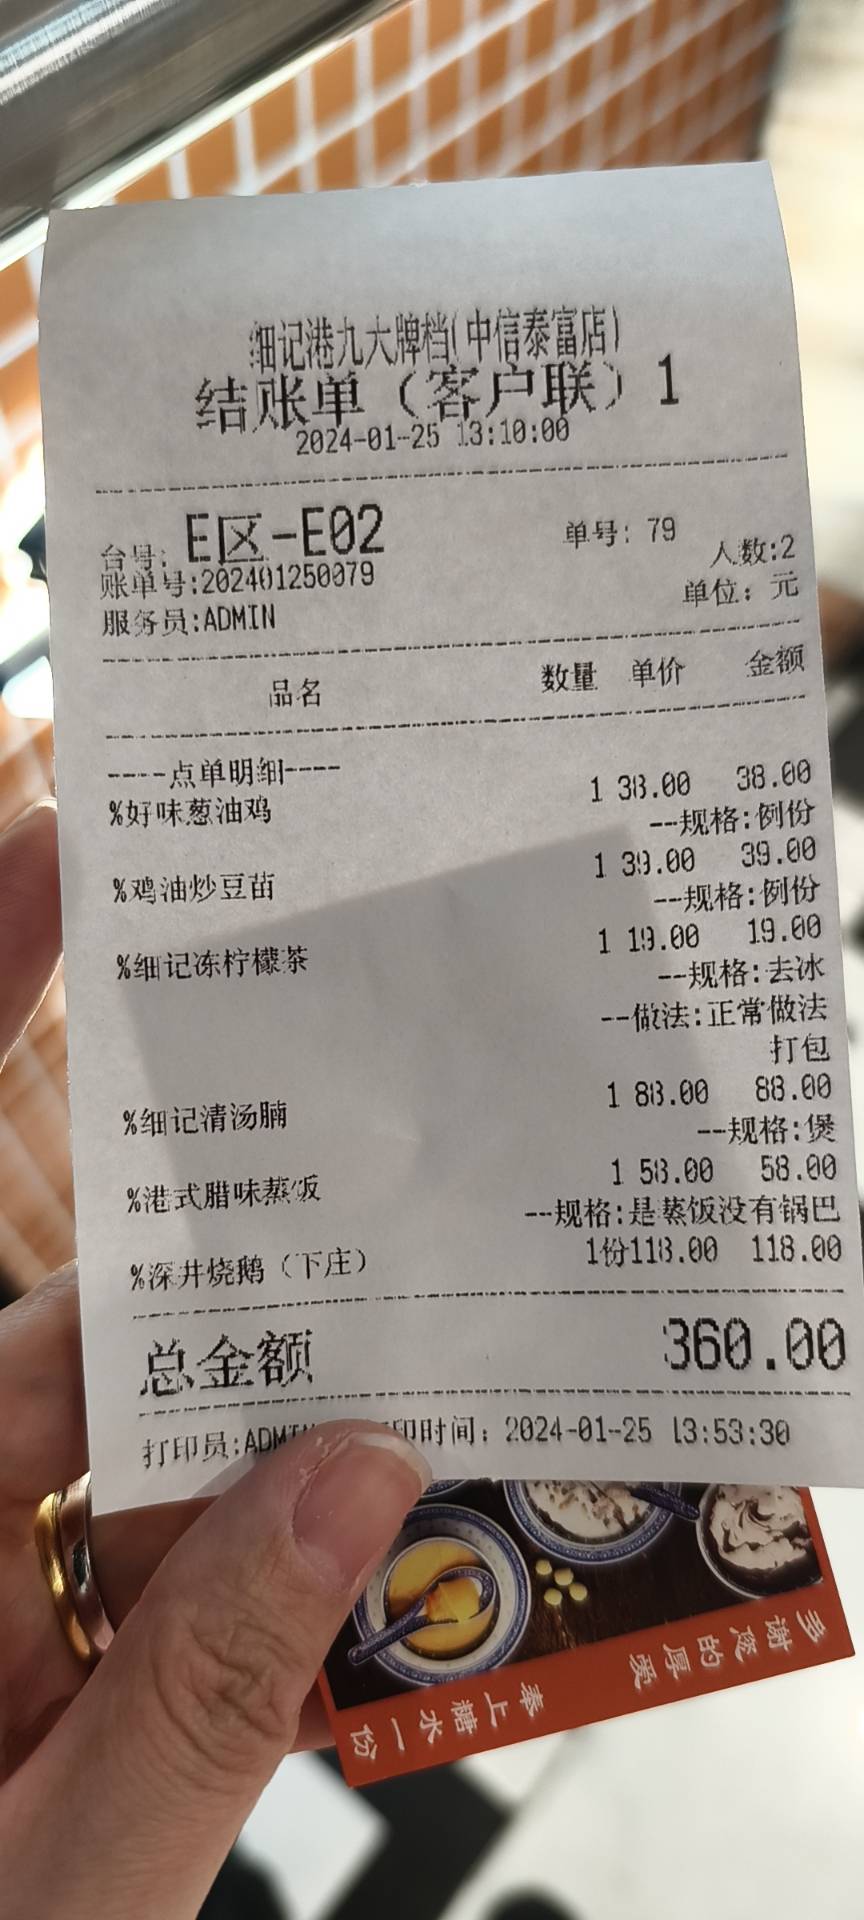 细记港九大牌档(中信泰富店)
结账单（客户联）1
2024-01-25 13:10:00
台号: E区-E02 单号: 79
人数:2
账单号:202401250079
单位: 元
服务员:ADMIN
品名 数量 单价 金额
----点单明细----
%好味葱油鸡 1 38.00 38.00
--规格:例份
%鸡油炒豆苗 1 39.00 39.00
--规格:例份
%细记冻柠檬茶 1 19.00 19.00
--规格:去冰
--做法:正常做法
打包
%细记清汤腩 1 88.00 88.00
--规格:煲
%港式腊味蒸饭 1 58.00 58.00
--规格:是蒸饭没有锅巴
%深井烧鹅（下庄） 1份118.00 118.00
总金额 360.00
打印员:ADMIN 印时间: 2024-01-25 13:53:30
多谢您的厚爱
奉上糖水一份